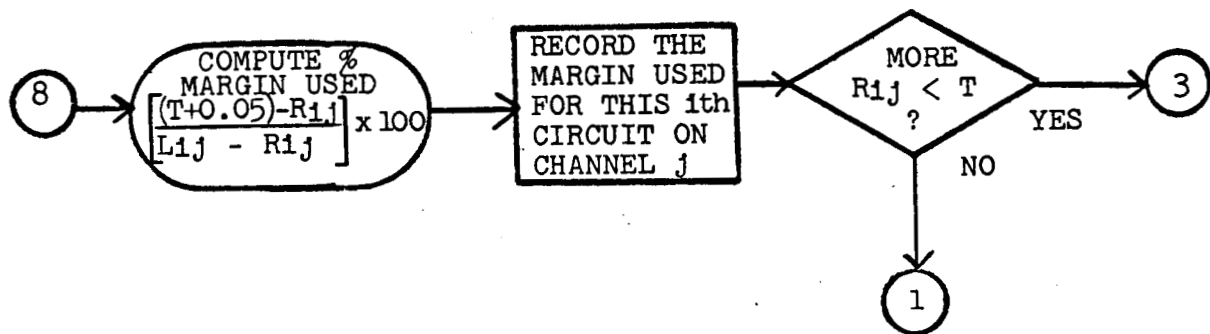 8
COMPUTE %
MARGIN USED
[(T+0.05)-Rij / Lij - Rij] x 100
RECORD THE
MARGIN USED
FOR THIS ith
CIRCUIT ON
CHANNEL j
MORE
Rij < T
?
YES
3
NO
1